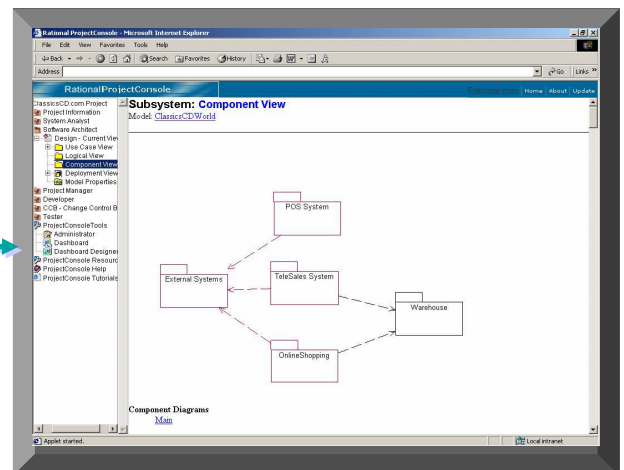 Rational ProjectConsole - Microsoft Internet Explorer
File Edit View Favorites Tools Help
Back Search Favorites History
Address Go Links »
RationalProjectConsole Rational.com Home About Update
ClassicsCD.com Project
Project Information
System Analyst
Software Architect
Design - Current Vie
Use Case View
Logical View
Component View
Deployment View
Model Properties
Project Manager
Developer
CCB - Change Control B
Tester
ProjectConsoleTools
Administrator
Dashboard
Dashboard Designer
ProjectConsole Resourc
ProjectConsole Help
ProjectConsole Tutorials
Subsystem: Component View
Model: ClassicsCDWorld
POS System
External Systems
TeleSales System
Warehouse
OnlineShopping
Component Diagrams
Main
Applet started. Local intranet